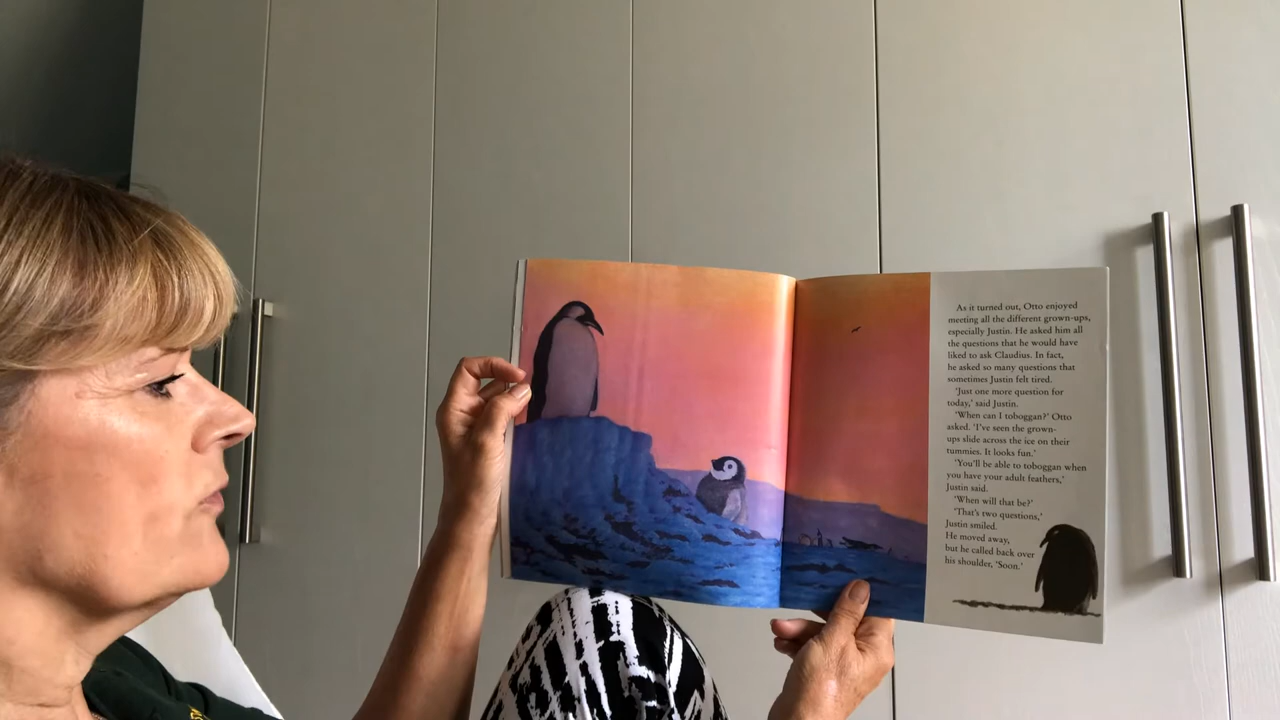 As it turned out, Otto enjoyed
meeting all the different grown-ups,
especially Justin. He asked him all
the questions that he would have
liked to ask Claudius. In fact,
he asked so many questions that
sometimes Justin felt tired.
'Just one more question for
today,' said Justin.
'When can I toboggan?' Otto
asked. 'I've seen the grown-
ups slide across the ice on their
tummies. It looks fun.'
'You'll be able to toboggan when
you have your adult feathers,'
Justin said.
'When will that be?'
'That's two questions,'
Justin smiled.
He moved away,
but he called back over
his shoulder, 'Soon.'